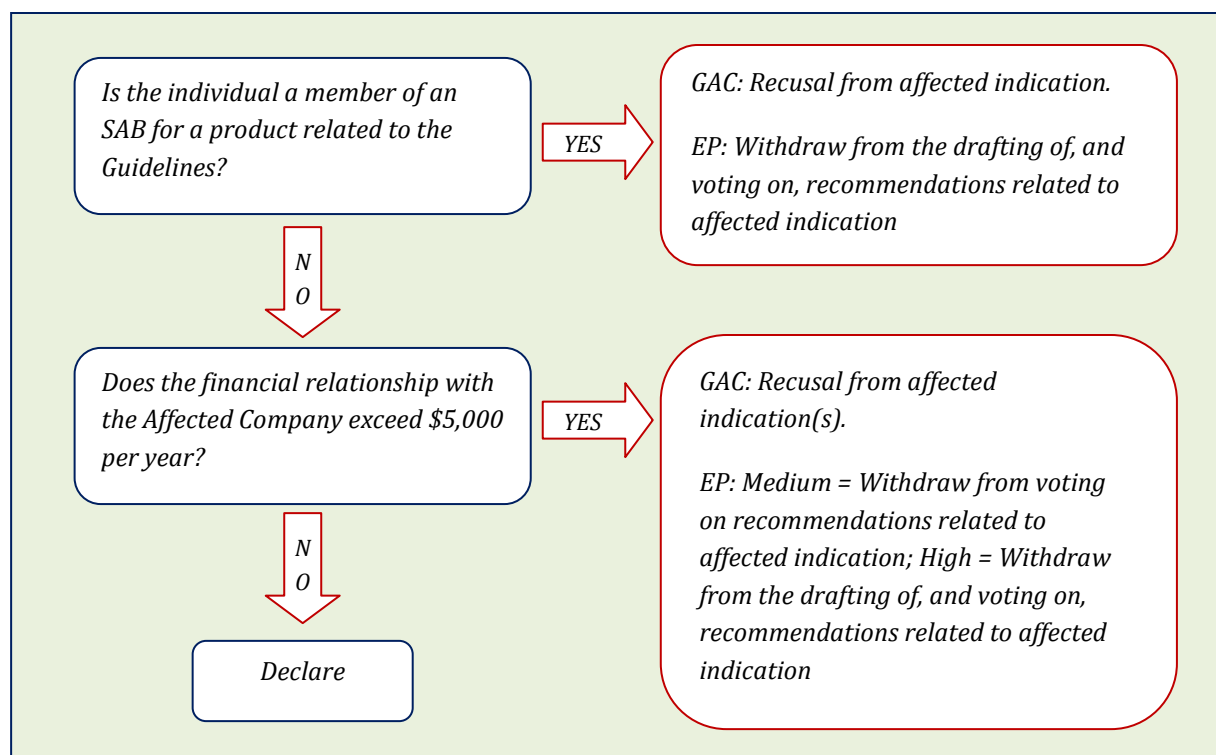 Is the individual a member of an
SAB for a product related to the
Guidelines?
YES
GAC: Recusal from affected indication.
EP: Withdraw from the drafting of, and
voting on, recommendations related to
affected indication
N
O
Does the financial relationship with
the Affected Company exceed $5,000
per year?
YES
GAC: Recusal from affected
indication(s).
EP: Medium = Withdraw from voting
on recommendations related to
affected indication; High = Withdraw
from the drafting of, and voting on,
recommendations related to affected
indication
N
O
Declare